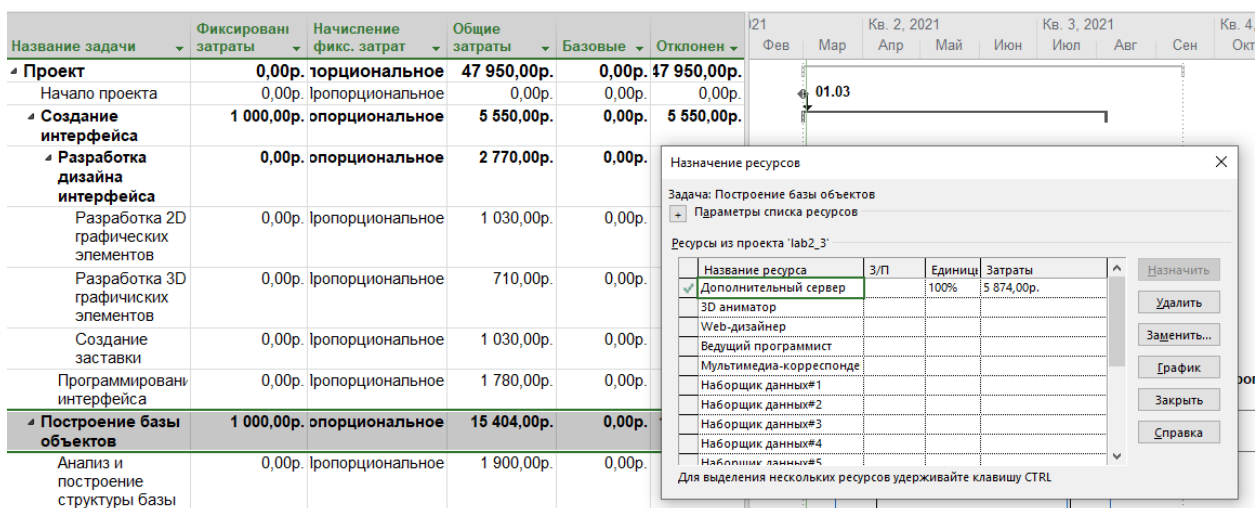 021 Кв. 2, 2021 Кв. 3, 2021 Кв. 4,
Название задачи Фиксировані затраты Начисление фикс. затрат Общие затраты Базовые Отклонен Фев Мар Апр Май Июн Июл Авг Сен Окт
Проект 0,00р. порциональное 47 950,00р. 0,00р. 47 950,00р.
Начало проекта 0,00р. Пропорциональное 0,00р. 0,00р. 0,00р. 01.03
Создание 1 000,00р. опорциональное 5 550,00р. 0,00р. 5 550,00р.
интерфейса
Разработка 0,00р. опорциональное 2 770,00р. 0,00р.
дизайна
интерфейса
Разработка 2D 0,00р. Пропорциональное 1 030,00р. 0,00р.
графических
элементов
Разработка 3D 0,00р. Пропорциональное 710,00р. 0,00р.
графичиских
элементов
Создание 0,00р. Пропорциональное 1 030,00р. 0,00р.
заставки
Программировани 0,00р. Пропорциональное 1 780,00р. 0,00р.
интерфейса
Построение базы 1 000,00р. опорциональное 15 404,00р. 0,00р.
объектов
Анализ и 0,00р. Пропорциональное 1 900,00р. 0,00р.
построение
структуры базы
Назначение ресурсов
Задача: Построение базы объектов
+ Параметры списка ресурсов
Ресурсы из проекта 'lab2_3'
Название ресурса З/П Единицы Затраты
Дополнительный сервер 100% 5 874,00р.
3D аниматор
Web-дизайнер
Ведущий программист
Мультимедиа-корреспонде
Наборщик данных#1
Наборщик данных#2
Наборщик данных#3
Наборщик данных#4
Наборщик данных#5
Назначить
Удалить
Заменить...
График
Закрыть
Справка
Для выделения нескольких ресурсов удерживайте клавишу CTRL